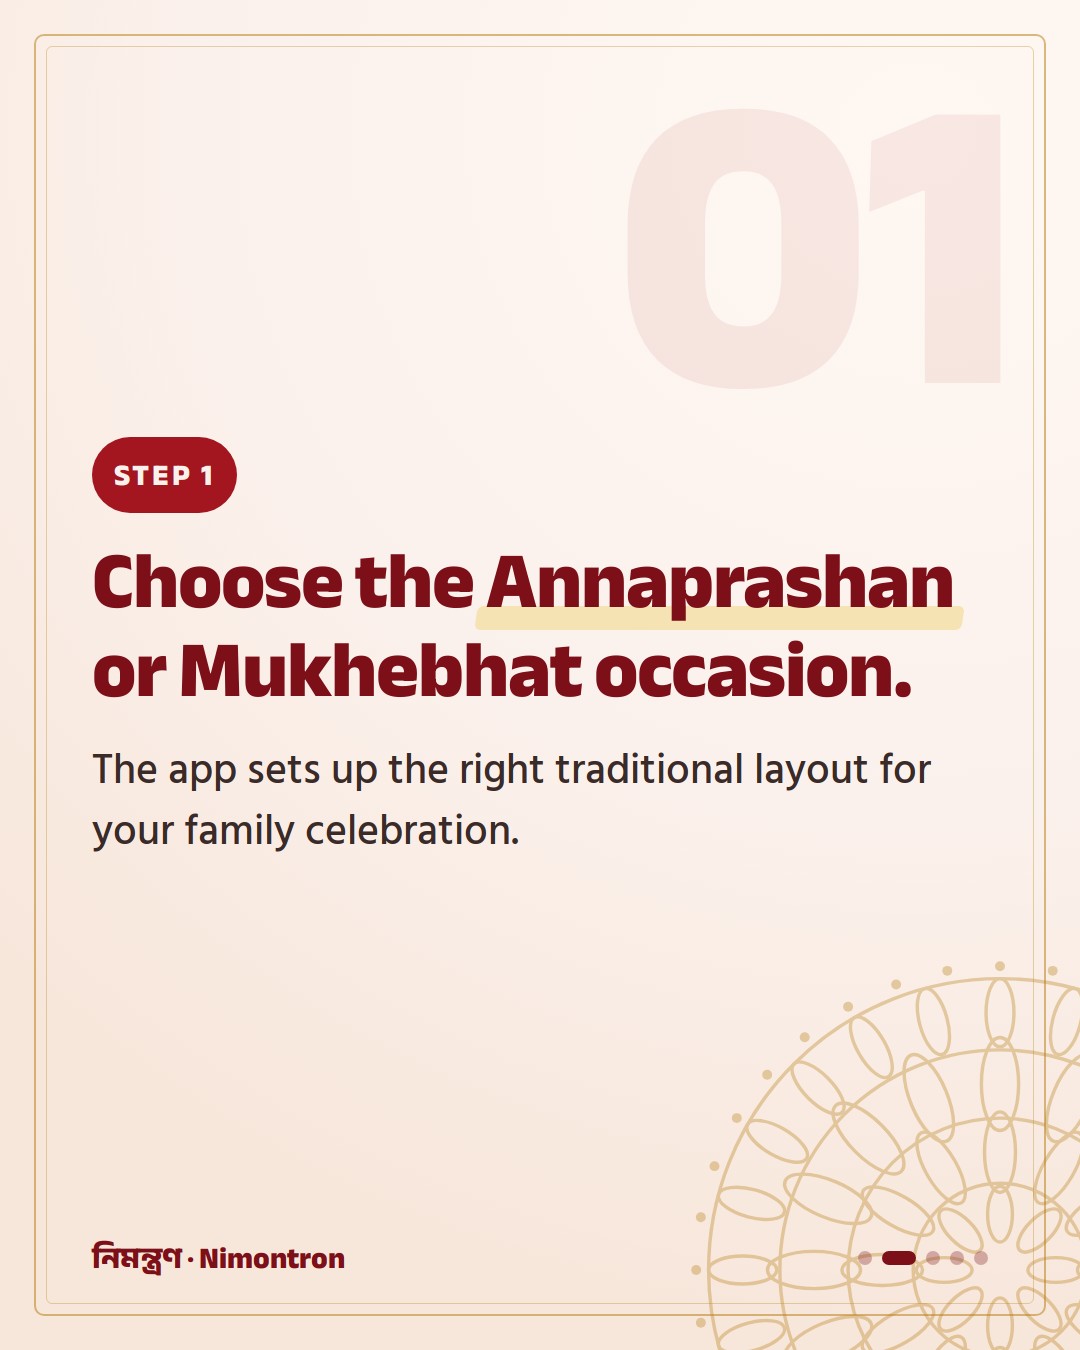 01
STEP 1
Choose the Annaprashan
or Mukhebhat occasion.
The app sets up the right traditional layout for
your family celebration.
নিমন্ত্রণ · Nimontron